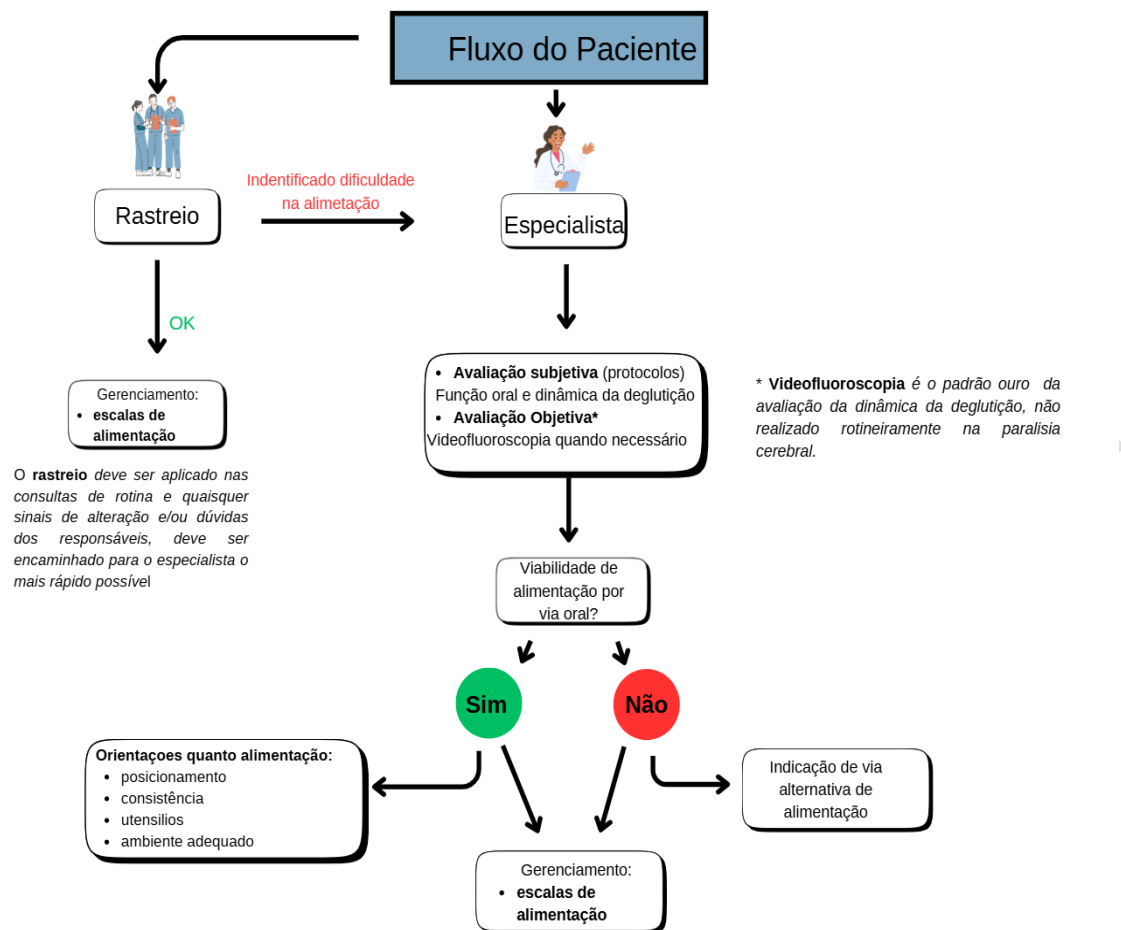 Fluxo do Paciente
Indentificado dificuldade
na alimetação
Rastreio
Especialista
OK
Gerenciamento:
• escalas de
alimentação
O rastreio deve ser aplicado nas
consultas de rotina e quaisquer
sinais de alteração e/ou dúvidas
dos responsáveis, deve ser
encaminhado para o especialista o
mais rápido possível
• Avaliação subjetiva (protocolos)
Função oral e dinâmica da deglutição
• Avaliação Objetiva*
Videofluoroscopia quando necessário
* Videofluoroscopia é o padrão ouro da
avaliação da dinâmica da deglutição, não
realizado rotineiramente na paralisia
cerebral.
Viabilidade de
alimentação por
via oral?
Sim
Não
Orientaçoes quanto alimentação:
• posicionamento
• consistência
• utensilios
• ambiente adequado
Indicação de via
alternativa de
alimentação
Gerenciamento:
• escalas de
alimentação